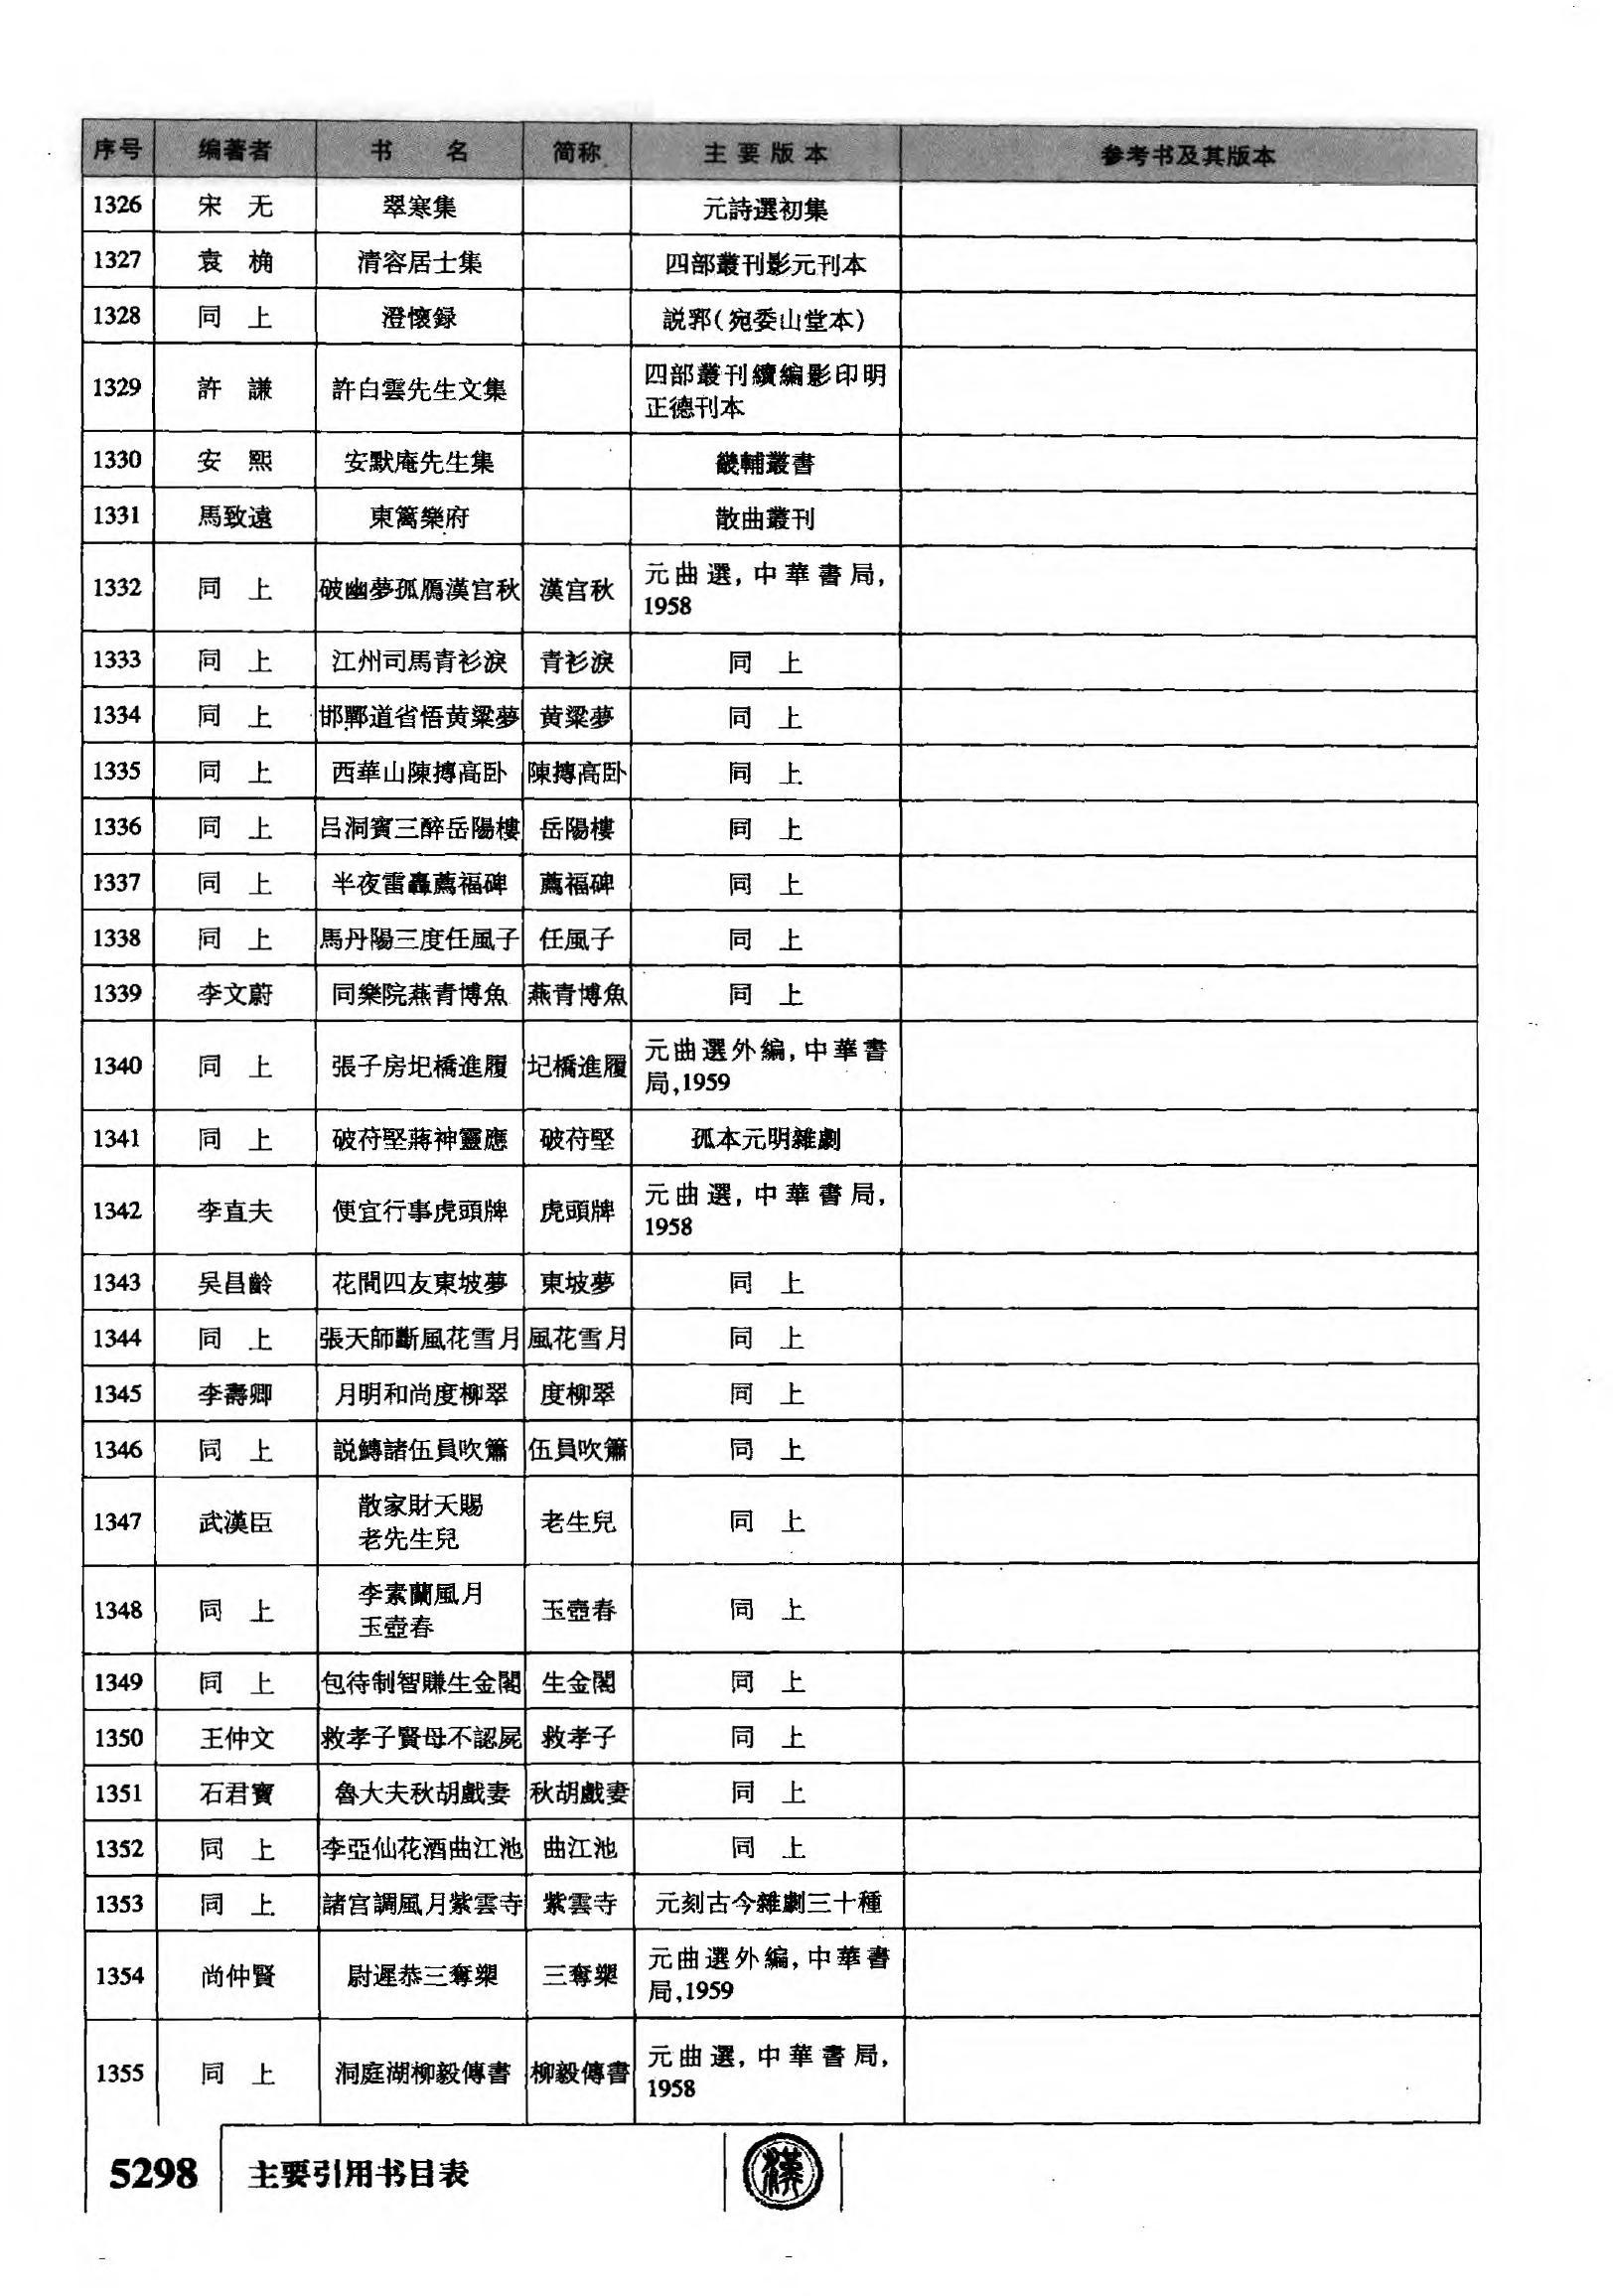 序号 编著者 书名 简称 主要版本 参考书及其版本
1326 宋无 翠寒集 元詩選初集
1327 袁桷 清容居士集 四部叢刊影元刊本
1328 同上 澄懷録 説郛(宛委山堂本)
1329 許謙 許白雲先生文集 四部叢刊續編影印明
正德刊本
1330 安熙 安默庵先生集 畿輔叢書
1331 馬致遠 東籬樂府 散曲叢刊
1332 同上 破幽夢孤鴈漢宫秋 漢宫秋 元曲選,中華書局,
1958
1333 同上 江州司馬青衫淚 青衫淚 同上
1334 同上 邯鄲道省悟黄粱夢 黄粱夢 同上
1335 同上 西華山陳摶高卧 陳摶高卧 同上
1336 同上 吕洞賓三醉岳陽樓 岳陽樓 同上
1337 同上 半夜雷轟薦福碑 薦福碑 同上
1338 同上 馬丹陽三度任風子 任風子 同上
1339 李文蔚 同樂院燕青博魚 燕青博魚 同上
1340 同上 張子房圯橋進履 圯橋進履 元曲選外編,中華書
局,1959
1341 同上 破苻堅蔣神靈應 破苻堅 孤本元明雜劇
1342 李直夫 便宜行事虎頭牌 虎頭牌 元曲選,中華書局,
1958
1343 吴昌齡 花間四友東坡夢 東坡夢 同上
1344 同上 張天師斷風花雪月 風花雪月 同上
1345 李壽卿 月明和尚度柳翠 度柳翠 同上
1346 同上 説鱄諸伍員吹簫 伍員吹簫 同上
1347 武漢臣 散家財天賜
老先生兒 老生兒 同上
1348 同上 李素蘭風月
玉壺春 玉壺春 同上
1349 同上 包待制智賺生金閣 生金閣 同上
1350 王仲文 救孝子賢母不認屍 救孝子 同上
1351 石君寶 魯大夫秋胡戲妻 秋胡戲妻 同上
1352 同上 李亞仙花酒曲江池 曲江池 同上
1353 同上 諸宫調風月紫雲寺 紫雲寺 元刻古今雜劇三十種
1354 尚仲賢 尉遲恭三奪槊 三奪槊 元曲選外編,中華書
局,1959
1355 同上 洞庭湖柳毅傳書 柳毅傳書 元曲選,中華書局,
1958
5298 主要引用书目表